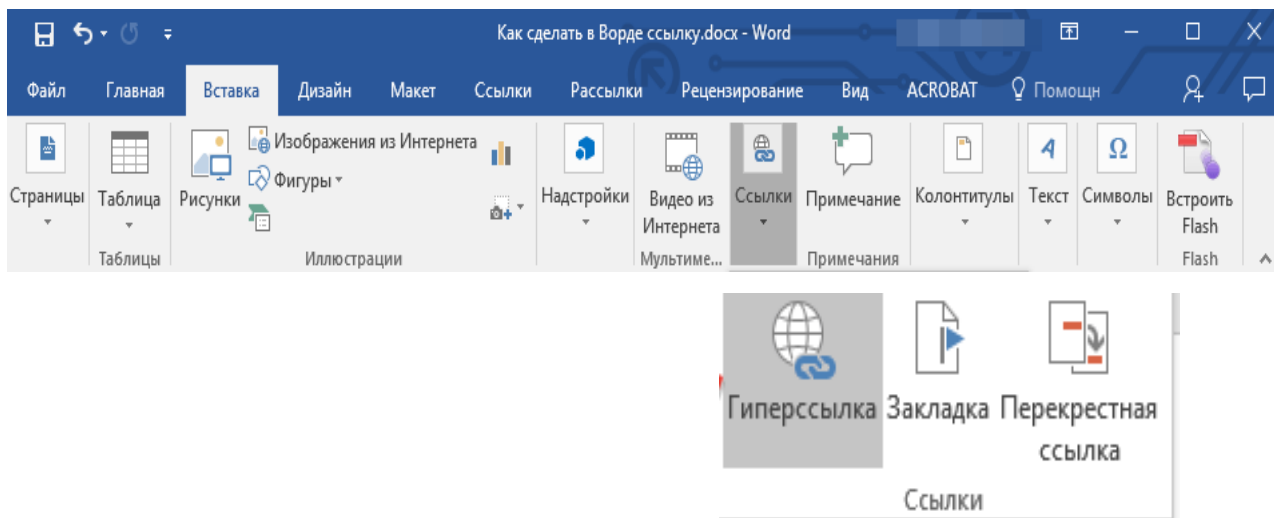 Как сделать в Ворде ссылку.docx - Word
Файл Главная Вставка Дизайн Макет Ссылки Рассылки Рецензирование Вид ACROBAT Помощн
Изображения из Интернета
Фигуры
Страницы Таблица Рисунки Надстройки Видео из Интернета Ссылки Примечание Колонтитулы Текст Символы Встроить Flash
Таблицы Иллюстрации Мультиме... Примечания Flash
Гиперссылка Закладка Перекрестная
ссылка
Ссылки